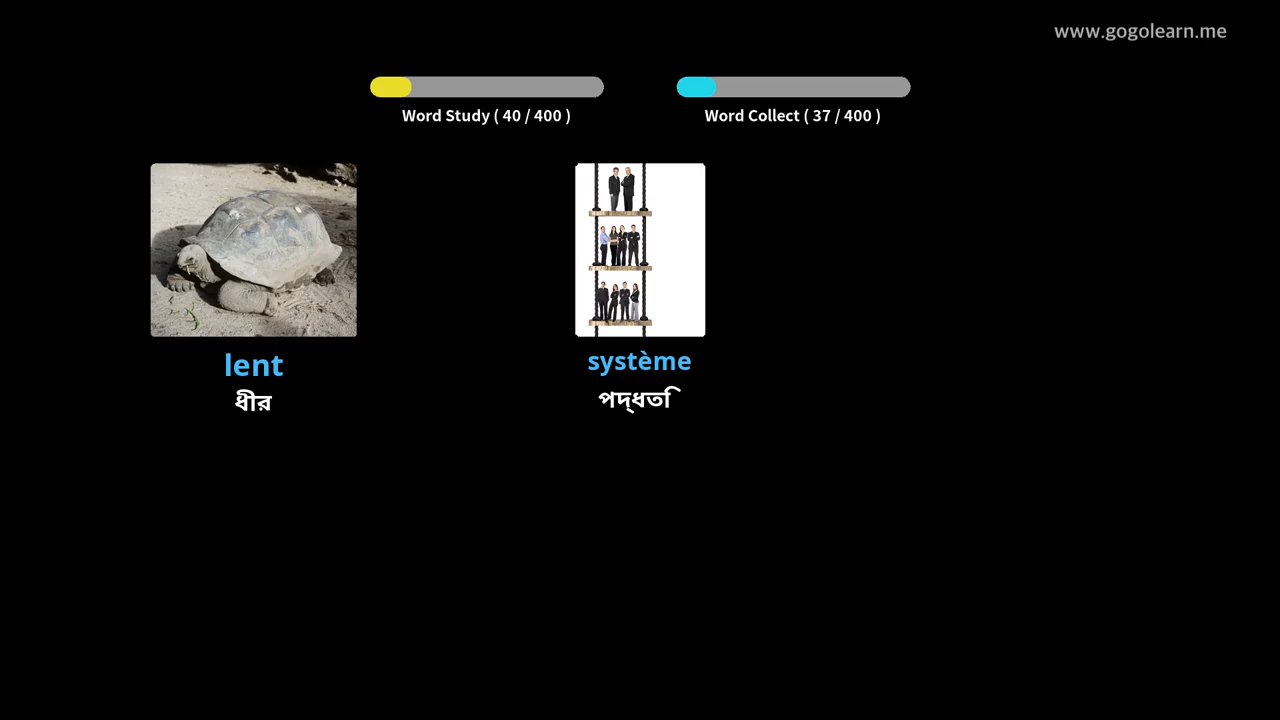 www.gogolearn.me
Word Study ( 40 / 400 )
Word Collect ( 37 / 400 )
lent
ধীর
système
পদ্ধতি